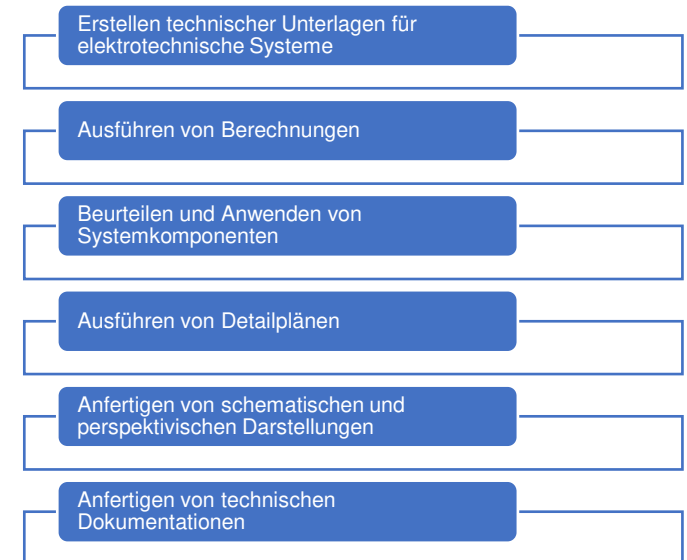 Erstellen technischer Unterlagen für
elektrotechnische Systeme
Ausführen von Berechnungen
Beurteilen und Anwenden von
Systemkomponenten
Ausführen von Detailplänen
Anfertigen von schematischen und
perspektivischen Darstellungen
Anfertigen von technischen
Dokumentationen